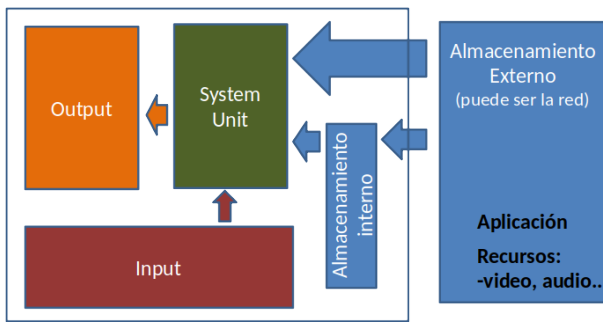 Output
System
Unit
Input
Almacenamiento
interno
Almacenamiento
Externo
(puede ser la red)
Aplicación
Recursos:
-video, audio..